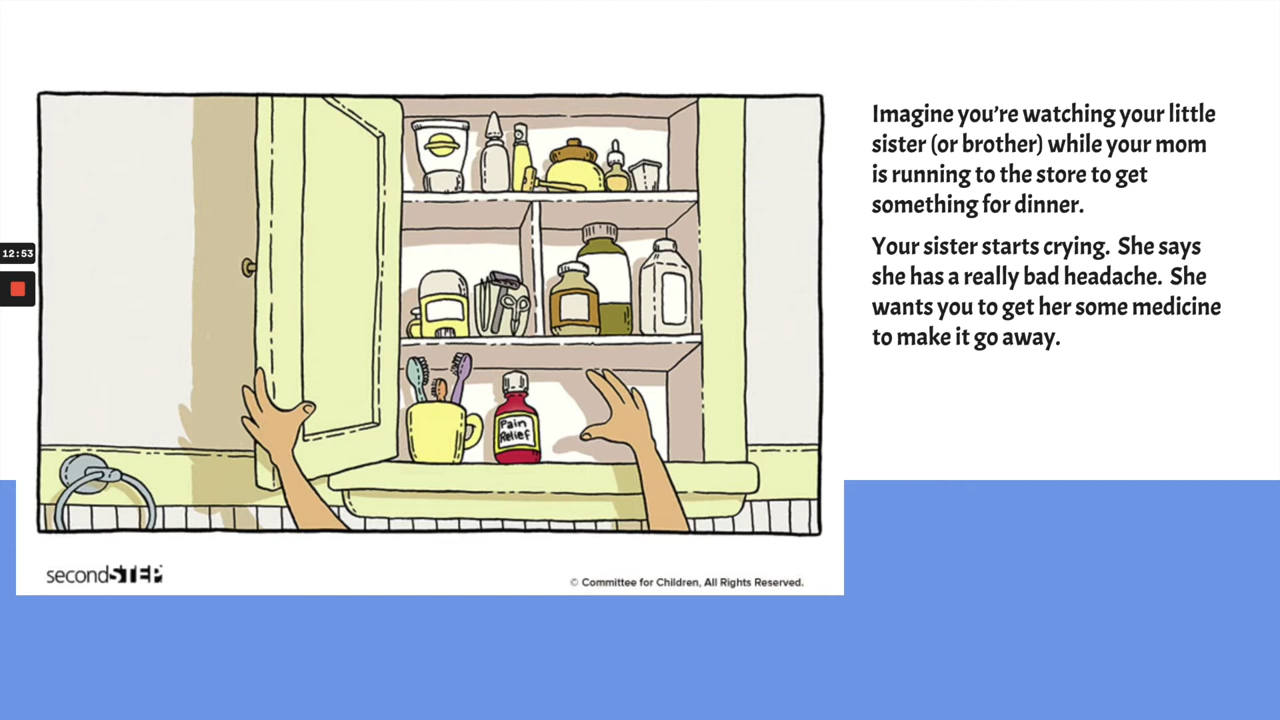 Imagine you’re watching your little
sister (or brother) while your mom
is running to the store to get
something for dinner.
Your sister starts crying.  She says
she has a really bad headache.  She
wants you to get her some medicine
to make it go away.
12:53
Pain
Relief
secondSTEP
© Committee for Children, All Rights Reserved.